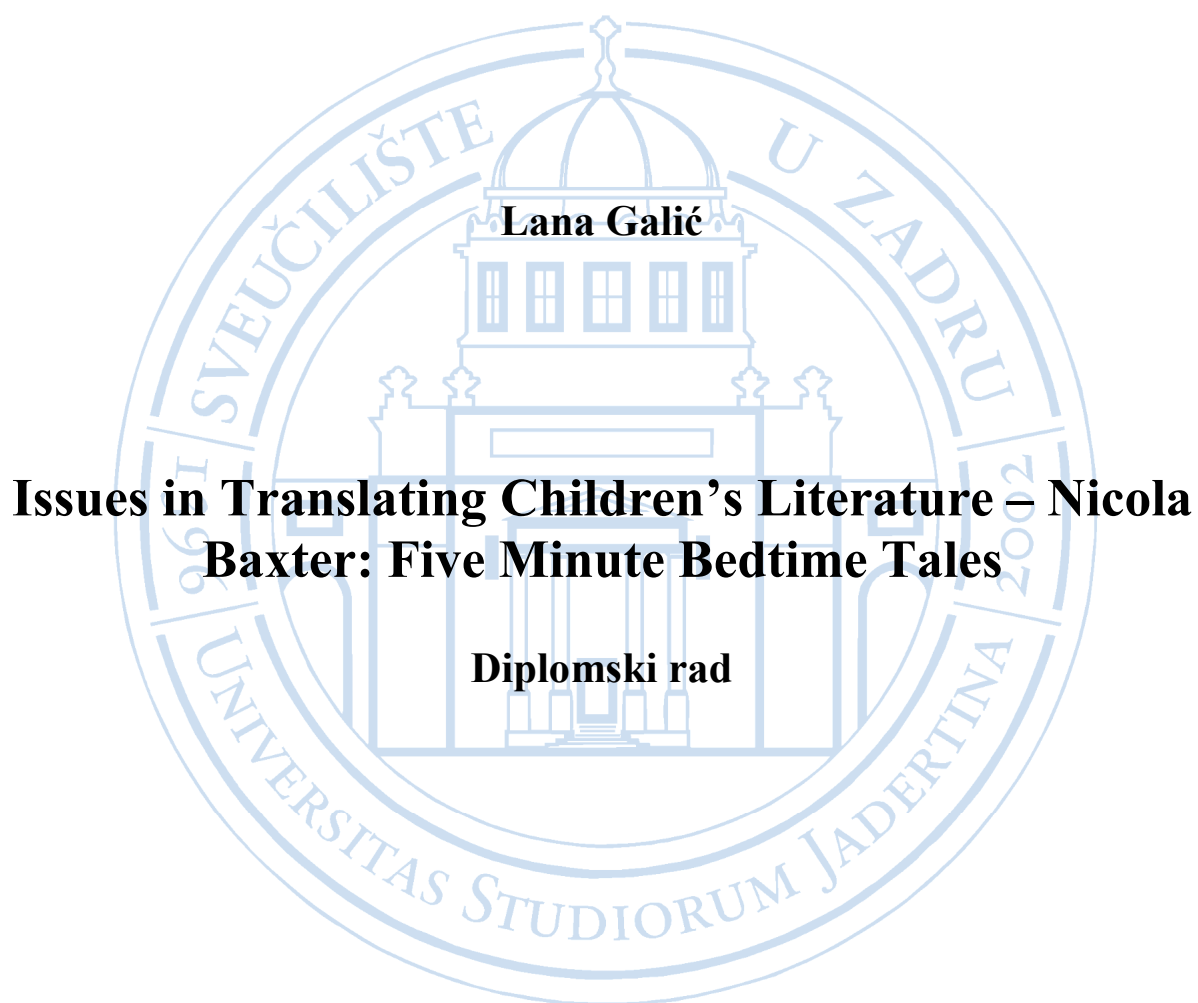 SVEUČILIŠTE U ZADRU
Lana Galić
Issues in Translating Children’s Literature – Nicola
Baxter: Five Minute Bedtime Tales
Diplomski rad
1396
2002
UNIVERSITAS STUDIORUM JADERTINA